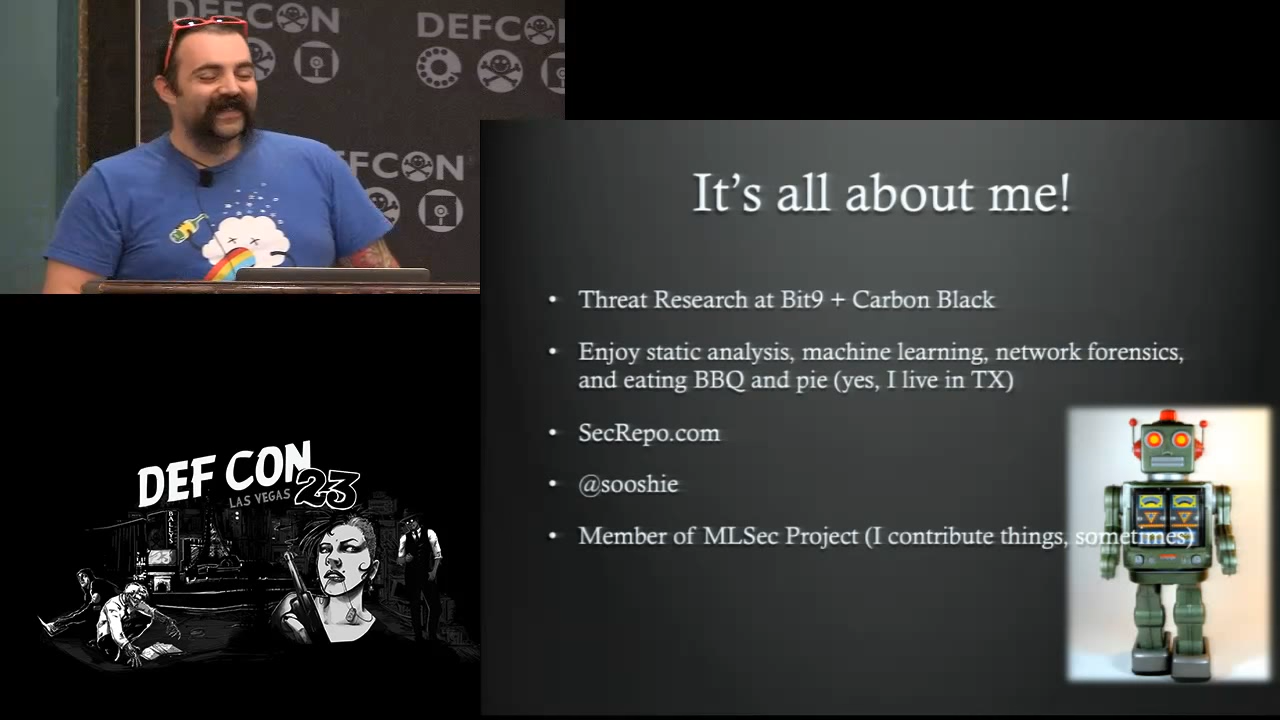 DEFCON
DEFCON
DEFCON
It's all about me!
• Threat Research at Bit9 + Carbon Black
• Enjoy static analysis, machine learning, network forensics,
and eating BBQ and pie (yes, I live in TX)
• SecRepo.com
• @sooshie
• Member of MLSec Project (I contribute things, sometimes)
DEF CON
LAS VEGAS 23
BALLYS